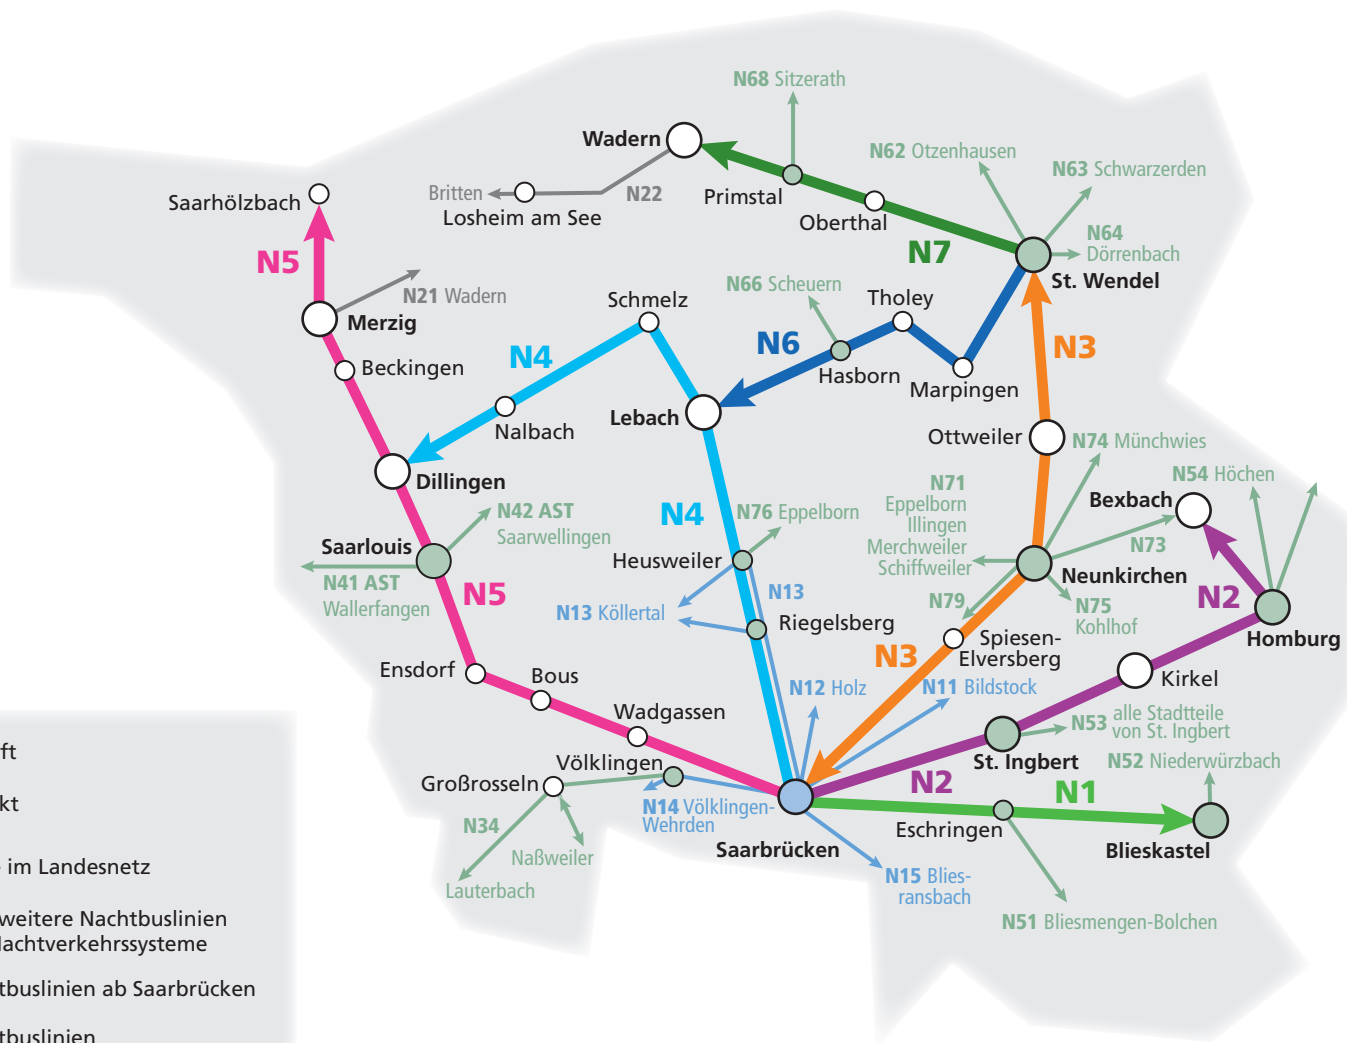 N68 Sitzerath
Wadern
N62 Otzenhausen
N63 Schwarzerden
Saarhölzbach
Britten
N22
Losheim am See
Primstal
Oberthal
N64
Dörrenbach
N7
N5
St. Wendel
N21 Wadern
N66 Scheuern
Schmelz
Tholey
Merzig
N4
N6
N3
Beckingen
Hasborn
Marpingen
Lebach
Nalbach
Ottweiler
N74 Münchwies
Dillingen
N71
Eppelborn
Illingen
Merchweiler
Schiffweiler
N54 Höchen
Bexbach
N42 AST
Saarwellingen
N4
N76 Eppelborn
N73
Saarlouis
Heusweiler
Neunkirchen
N41 AST
Wallerfangen
N5
N13
N79
N75
Kohlhof
N2
N13 Köllertal
Riegelsberg
Homburg
Spiesen-
Elversberg
N3
Ensdorf
Bous
N12 Holz
N11 Bildstock
Kirkel
Wadgassen
N53
alle Stadtteile
von St. Ingbert
Völklingen
St. Ingbert
N52 Niederwürzbach
Großrosseln
N2
N1
N14 Völklingen-
Wehrden
N34
Eschringen
Saarbrücken
Blieskastel
Naßweiler
Lauterbach
N15 Blies-
ransbach
N51 Bliesmengen-Bolchen
ft
kt
im Landesnetz
weitere Nachtbuslinien
Nachtverkehrssysteme
tbuslinien ab Saarbrücken
tbuslinien